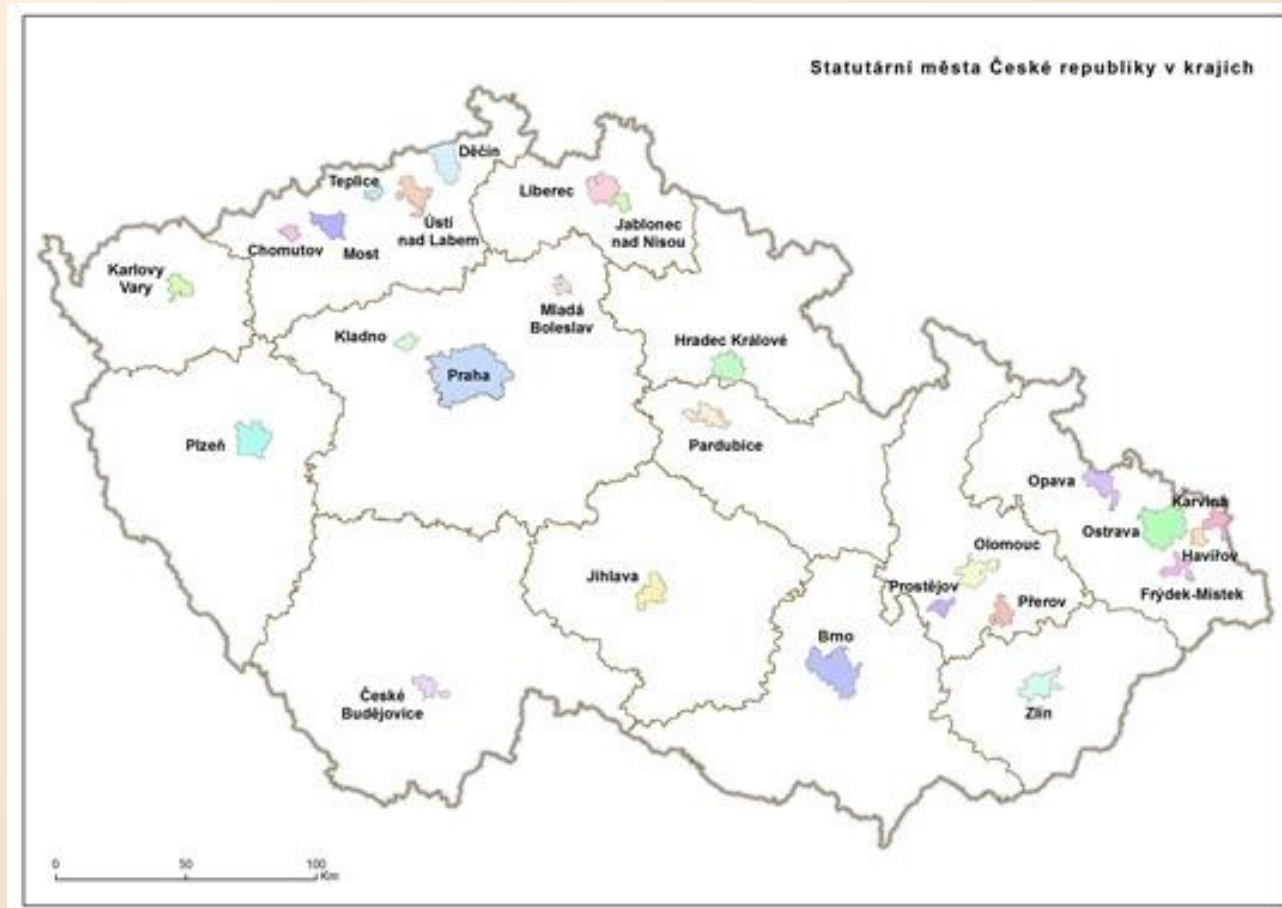 Statutární města České republiky v krajích
Děčín
Teplice
Liberec
Ústí
nad Labem
Jablonec
nad Nisou
Chomutov
Most
Karlovy
Vary
Mladá
Boleslav
Kladno
Hradec Králové
Praha
Plzeň
Pardubice
Opava
Karviná
Ostrava
Olomouc
Havířov
Jihlava
Prostějov
Frýdek-Místek
Přerov
Brno
České
Budějovice
Zlín
0 50 100
Km